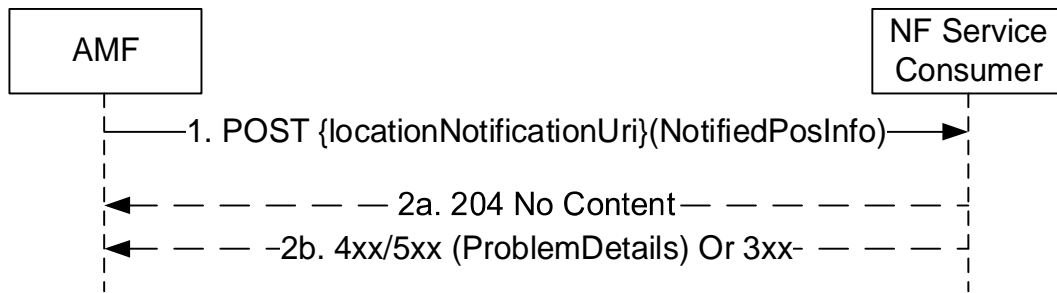 AMF
NF Service
Consumer
1. POST {locationNotificationUri}(NotifiedPosInfo)
2a. 204 No Content
2b. 4xx/5xx (ProblemDetails) Or 3xx